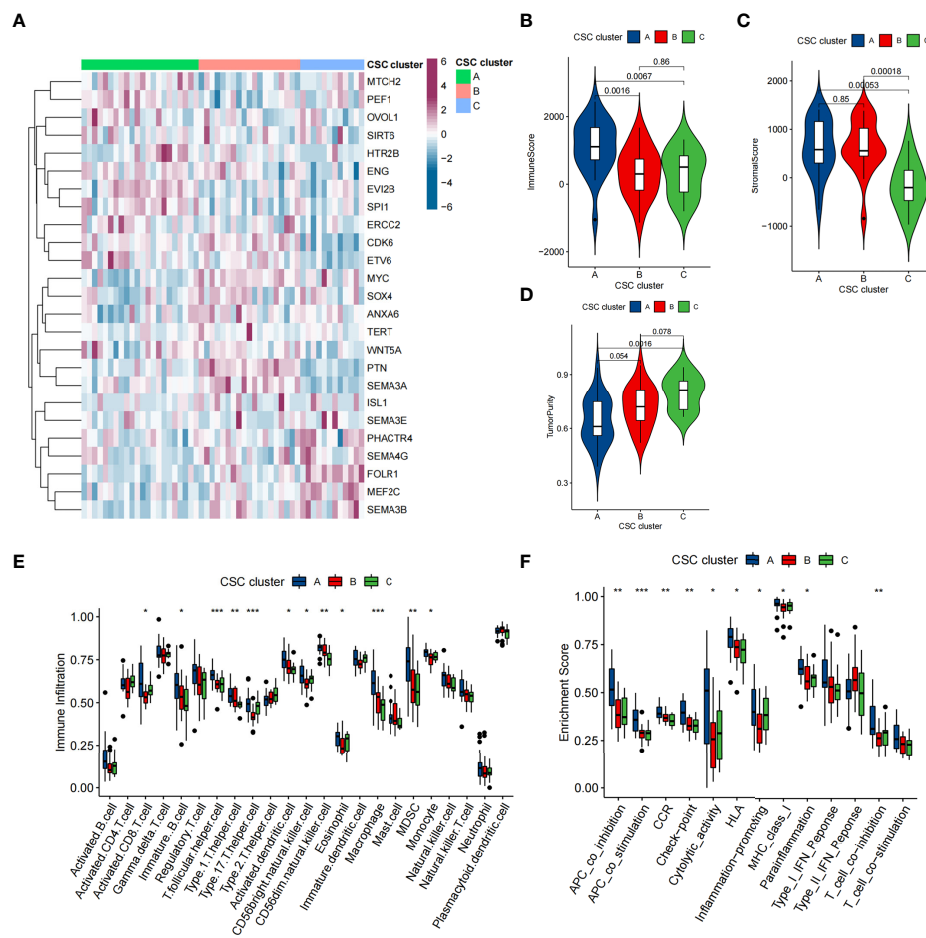 A
CSC cluster
MTCH2
PEF1
OVOL1
SIRT6
HTR2B
ENG
EVI2B
SPI1
ERCC2
CDK6
ETV6
MYC
SOX4
ANXA6
TERT
WNT5A
PTN
SEMA3A
ISL1
SEMA3E
PHACTR4
SEMA4G
FOLR1
MEF2C
SEMA3B
6
4
2
0
−2
−4
−6
CSC cluster
A
B
C
B
CSC cluster A B C
0.86
0.0067
0.0016
ImmuneScore
2000
0
−2000
A B C
CSC cluster
C
CSC cluster A B C
0.00018
0.00053
0.85
StromalScore
1000
0
−1000
A B C
CSC cluster
D
CSC cluster A B C
0.078
0.0016
0.054
TumorPurity
0.9
0.6
0.3
A B C
CSC cluster
E
CSC cluster A B C
* * *** ** *** * * ** * *** ** *
Immune Infiltration
1.00
0.75
0.50
0.25
0.00
Activated.B.cell
Activated.CD4.T.cell
Activated.CD8.T.cell
Gamma.delta.T.cell
Immature..B.cell
Regulatory.T.cell
T.follicular.helper.cell
Type.1.T.helper.cell
Type.17.T.helper.cell
Type.2.T.helper.cell
Activated.dendritic.cell
CD56bright.natural.killer.cell
CD56dim.natural.killer.cell
Eosinophil
Immature.dendritic.cell
Macrophage
Mast.cell
MDSC
Monocyte
Natural.killer.cell
Natural.killer.T.cell
Neutrophil
Plasmacytoid.dendritic.cell
F
CSC cluster A B C
** *** ** ** * * * * * **
Enrichment Score
1.00
0.75
0.50
0.25
0.00
APC_co_inhibition
APC_co_stimulation
CCR
Check−point
Cytolytic_activity
HLA
Inflammation−promoting
MHC_class_I
Parainflammation
Type_I_IFN_Peponse
Type_II_IFN_Peponse
T_cell_co−inhibition
T_cell_co−stimulation